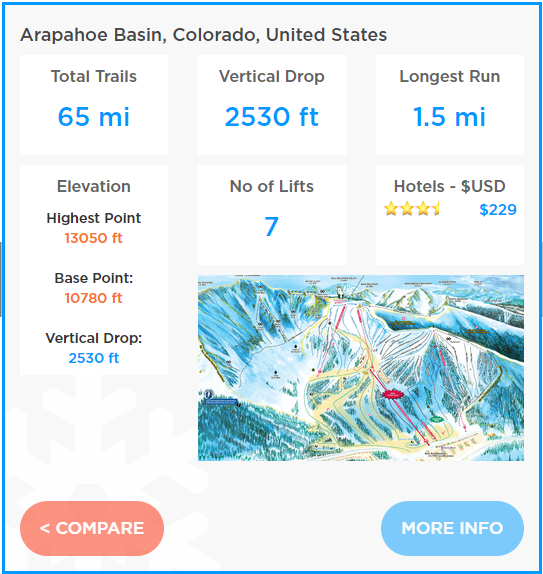 Arapahoe Basin, Colorado, United States
Total Trails
65 mi
Vertical Drop
2530 ft
Longest Run
1.5 mi
Elevation
Highest Point
13050 ft
Base Point:
10780 ft
Vertical Drop:
2530 ft
No of Lifts
7
Hotels - $USD
$229
< COMPARE
MORE INFO